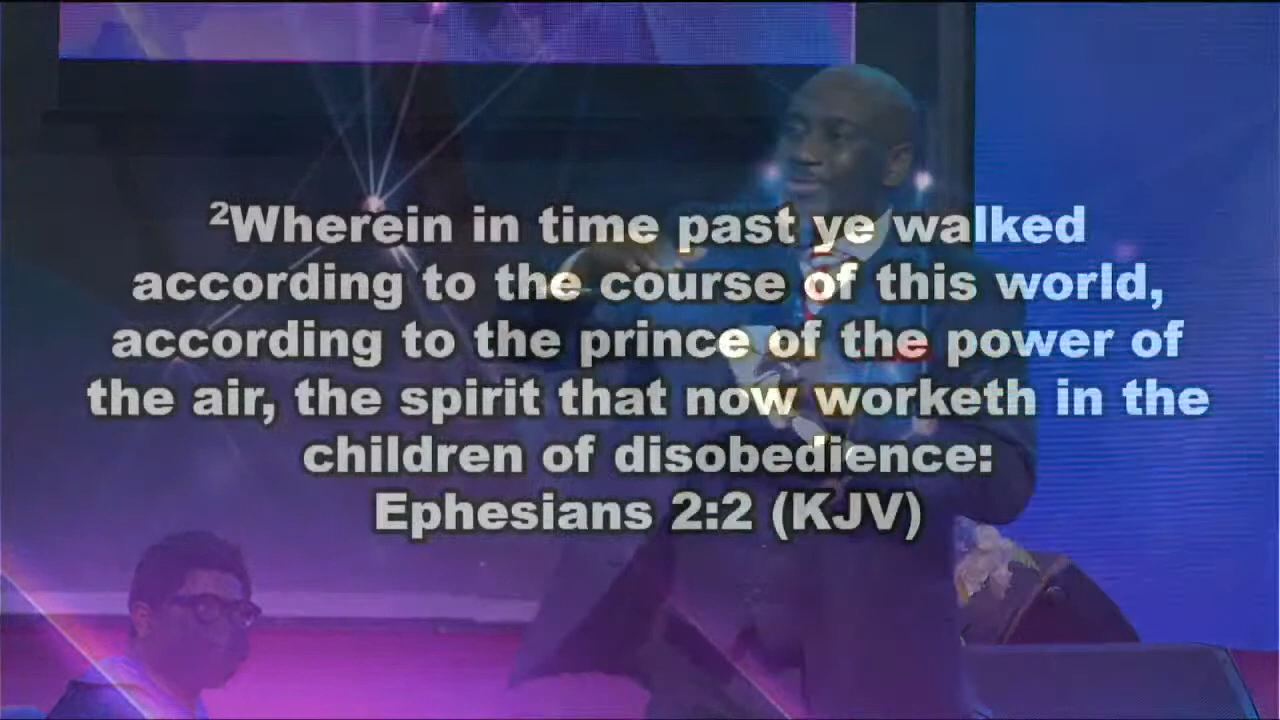 ²Wherein in time past ye walked
according to the course of this world,
according to the prince of the power of
the air, the spirit that now worketh in the
children of disobedience:
Ephesians 2:2 (KJV)